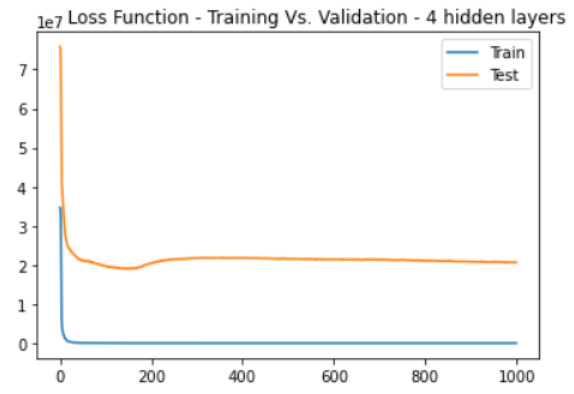 1e7 Loss Function - Training Vs. Validation - 4 hidden layers
Train
Test
7
6
5
4
3
2
1
0
0 200 400 600 800 1000